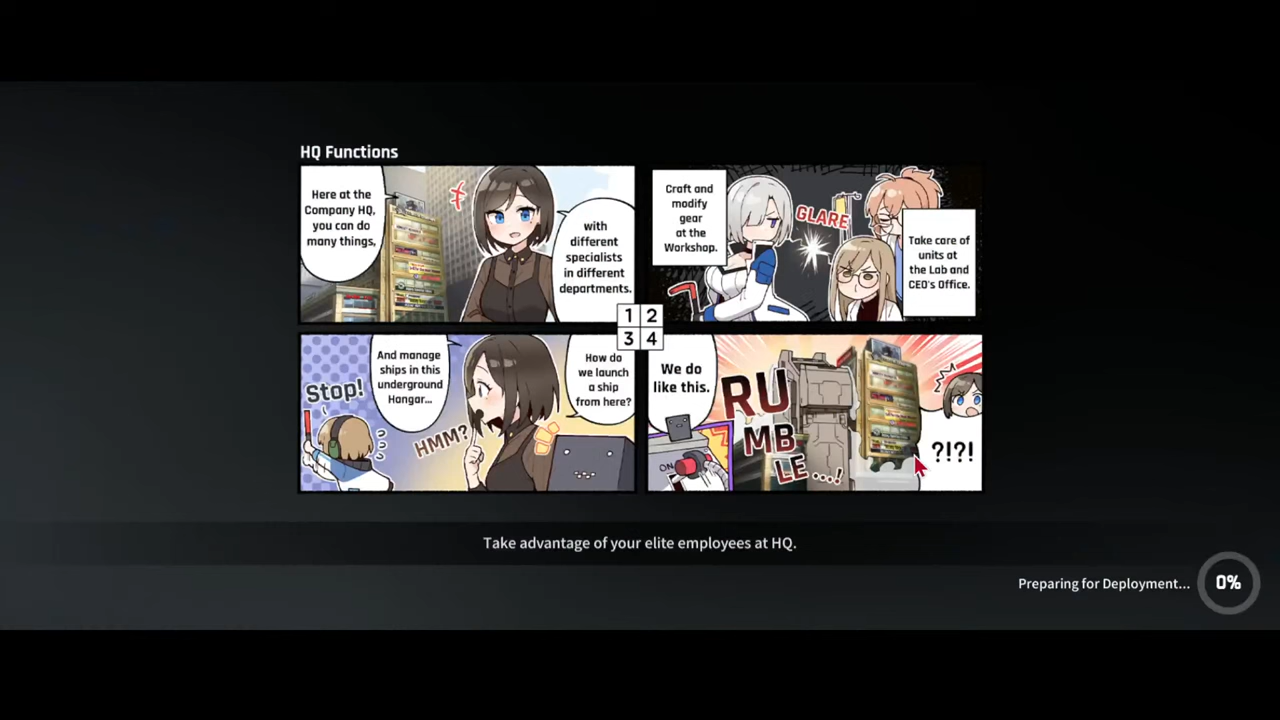 HQ Functions
Here at the
Company HQ,
you can do
many things,
with
different
specialists
in different
departments.
Craft and
modify
gear
at the
Workshop.
GLARE
Take care of
units at
the Lab and
CEO's Office.
1 2
3 4
Stop!
And manage
ships in this
underground
Hangar...
HMM?
How do
we launch
a ship
from here?
We do
like this.
ON
RU
MB
LE...!
?!?!
Take advantage of your elite employees at HQ.
Preparing for Deployment...
0%